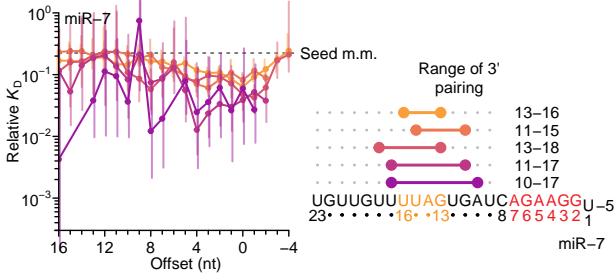 miR−7
10⁰
10⁻¹
10⁻²
10⁻³
Relative K_D
16 12 8 4 0 −4
Offset (nt)
Seed m.m.
Range of 3'
pairing
13−16
11−15
13−18
11−17
10−17
UGUUGUUUUAGUGAUCAGAAGGU−5
23 16 13 8 7 6 5 4 3 2 1
miR−7